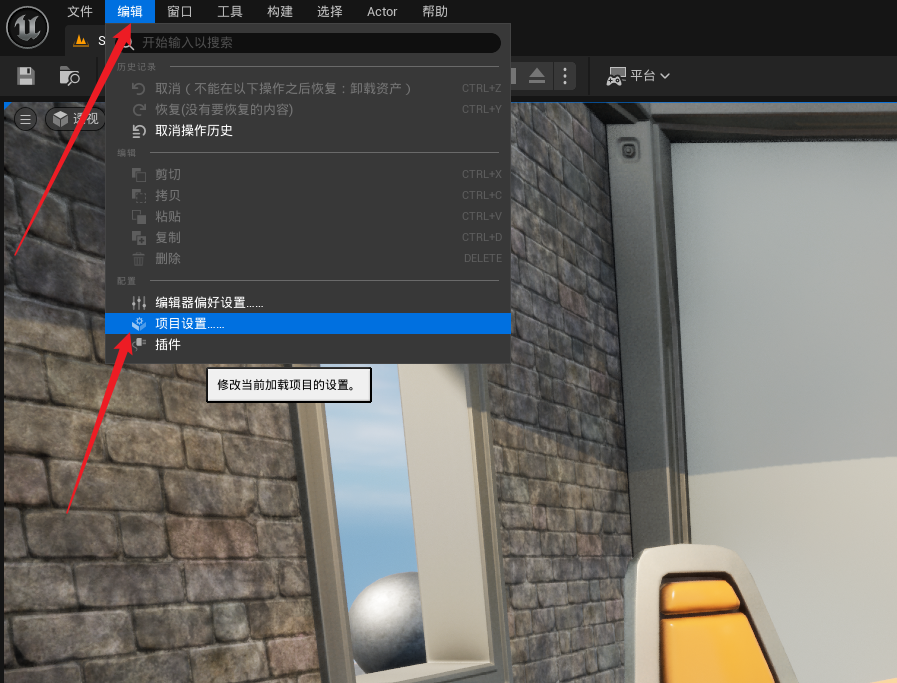 文件 编辑 窗口 工具 构建 选择 Actor 帮助
S
开始输入以搜索
历史记录
取消（不能在以下操作之后恢复：卸载资产） CTRL+Z
恢复(没有要恢复的内容) CTRL+Y
取消操作历史
平台
透视
编辑
剪切 CTRL+X
拷贝 CTRL+C
粘贴 CTRL+V
复制 CTRL+D
删除 DELETE
配置
编辑器偏好设置......
项目设置......
插件
修改当前加载项目的设置。